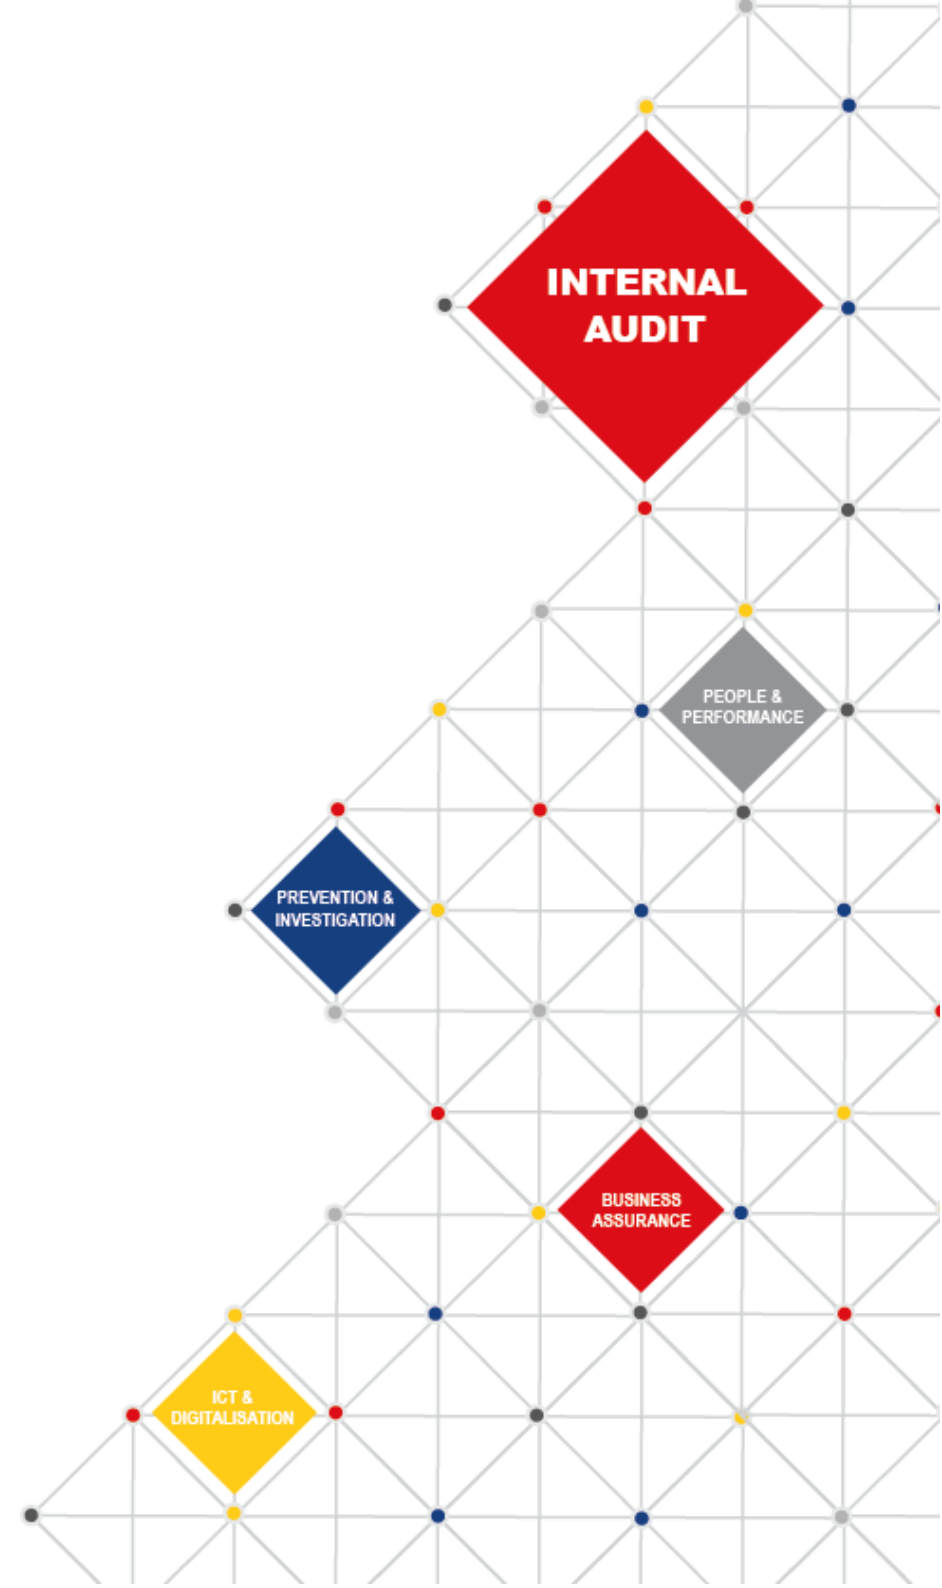 INTERNAL
AUDIT
PEOPLE &
PERFORMANCE
PREVENTION &
INVESTIGATION
BUSINESS
ASSURANCE
ICT &
DIGITALISATION